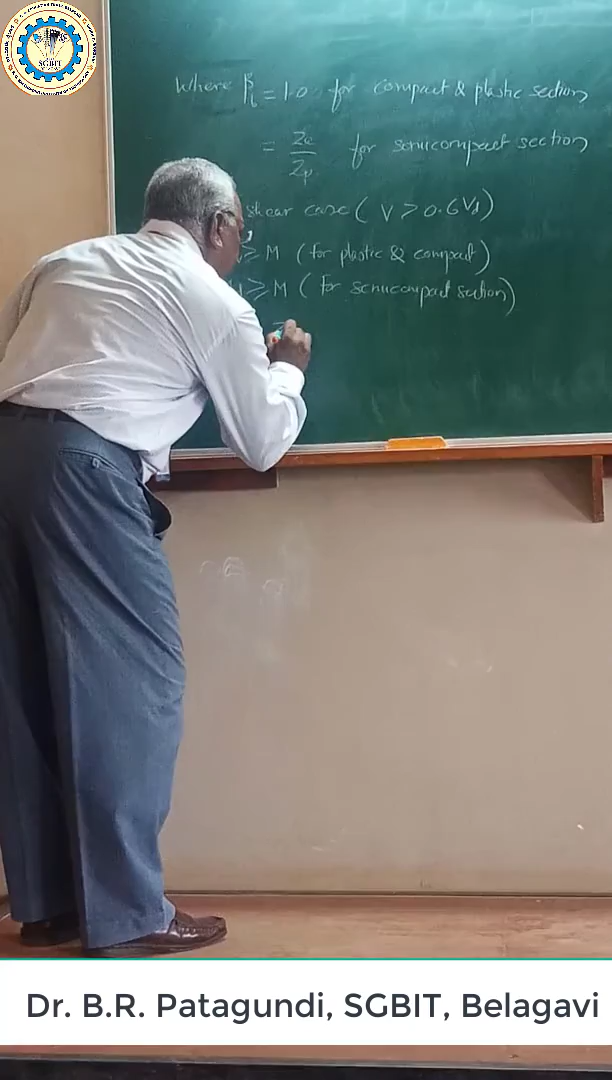 SGBIT
Where βb = 1.0 for compact & plastic section
= Ze/Zp for semicompact section
shear case ( V > 0.6Vd)
≥ M (for plastic & compact)
≥ M ( for semicompact section)
Dr. B.R. Patagundi, SGBIT, Belagavi